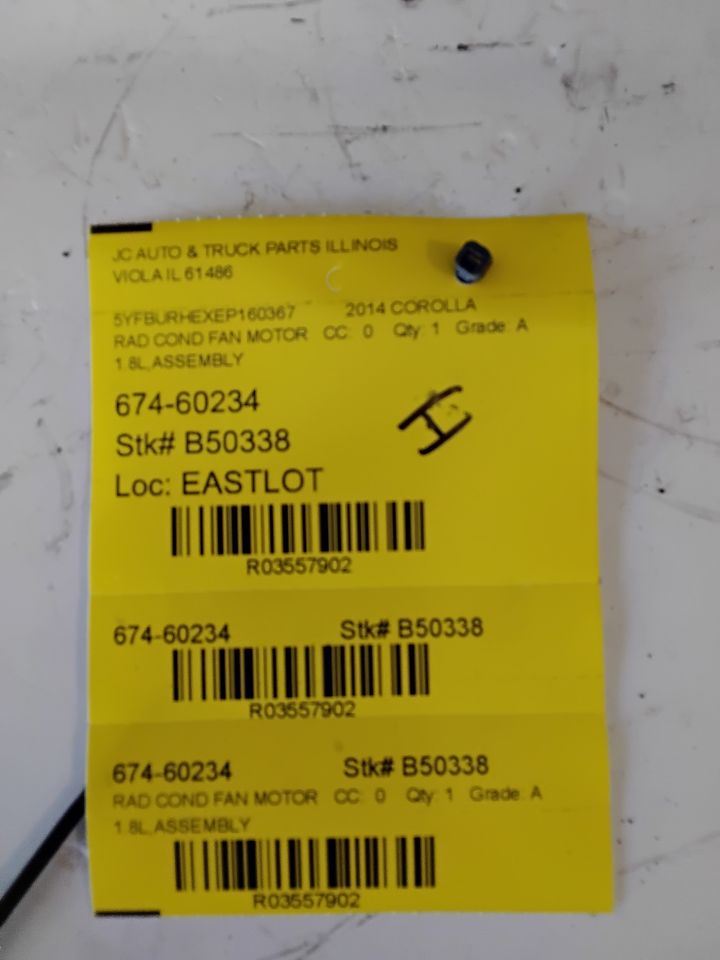 JC AUTO & TRUCK PARTS ILLINOIS
VIOLA IL 61486
5YFBURHEXEP160367 2014 COROLLA
RAD COND FAN MOTOR CC: 0 Qty: 1 Grade: A
1.8L,ASSEMBLY
674-60234
H
Stk# B50338
Loc: EASTLOT
R03557902
674-60234 Stk# B50338
R03557902
674-60234 Stk# B50338
RAD COND FAN MOTOR CC: 0 Qty: 1 Grade: A
1.8L,ASSEMBLY
R03557902